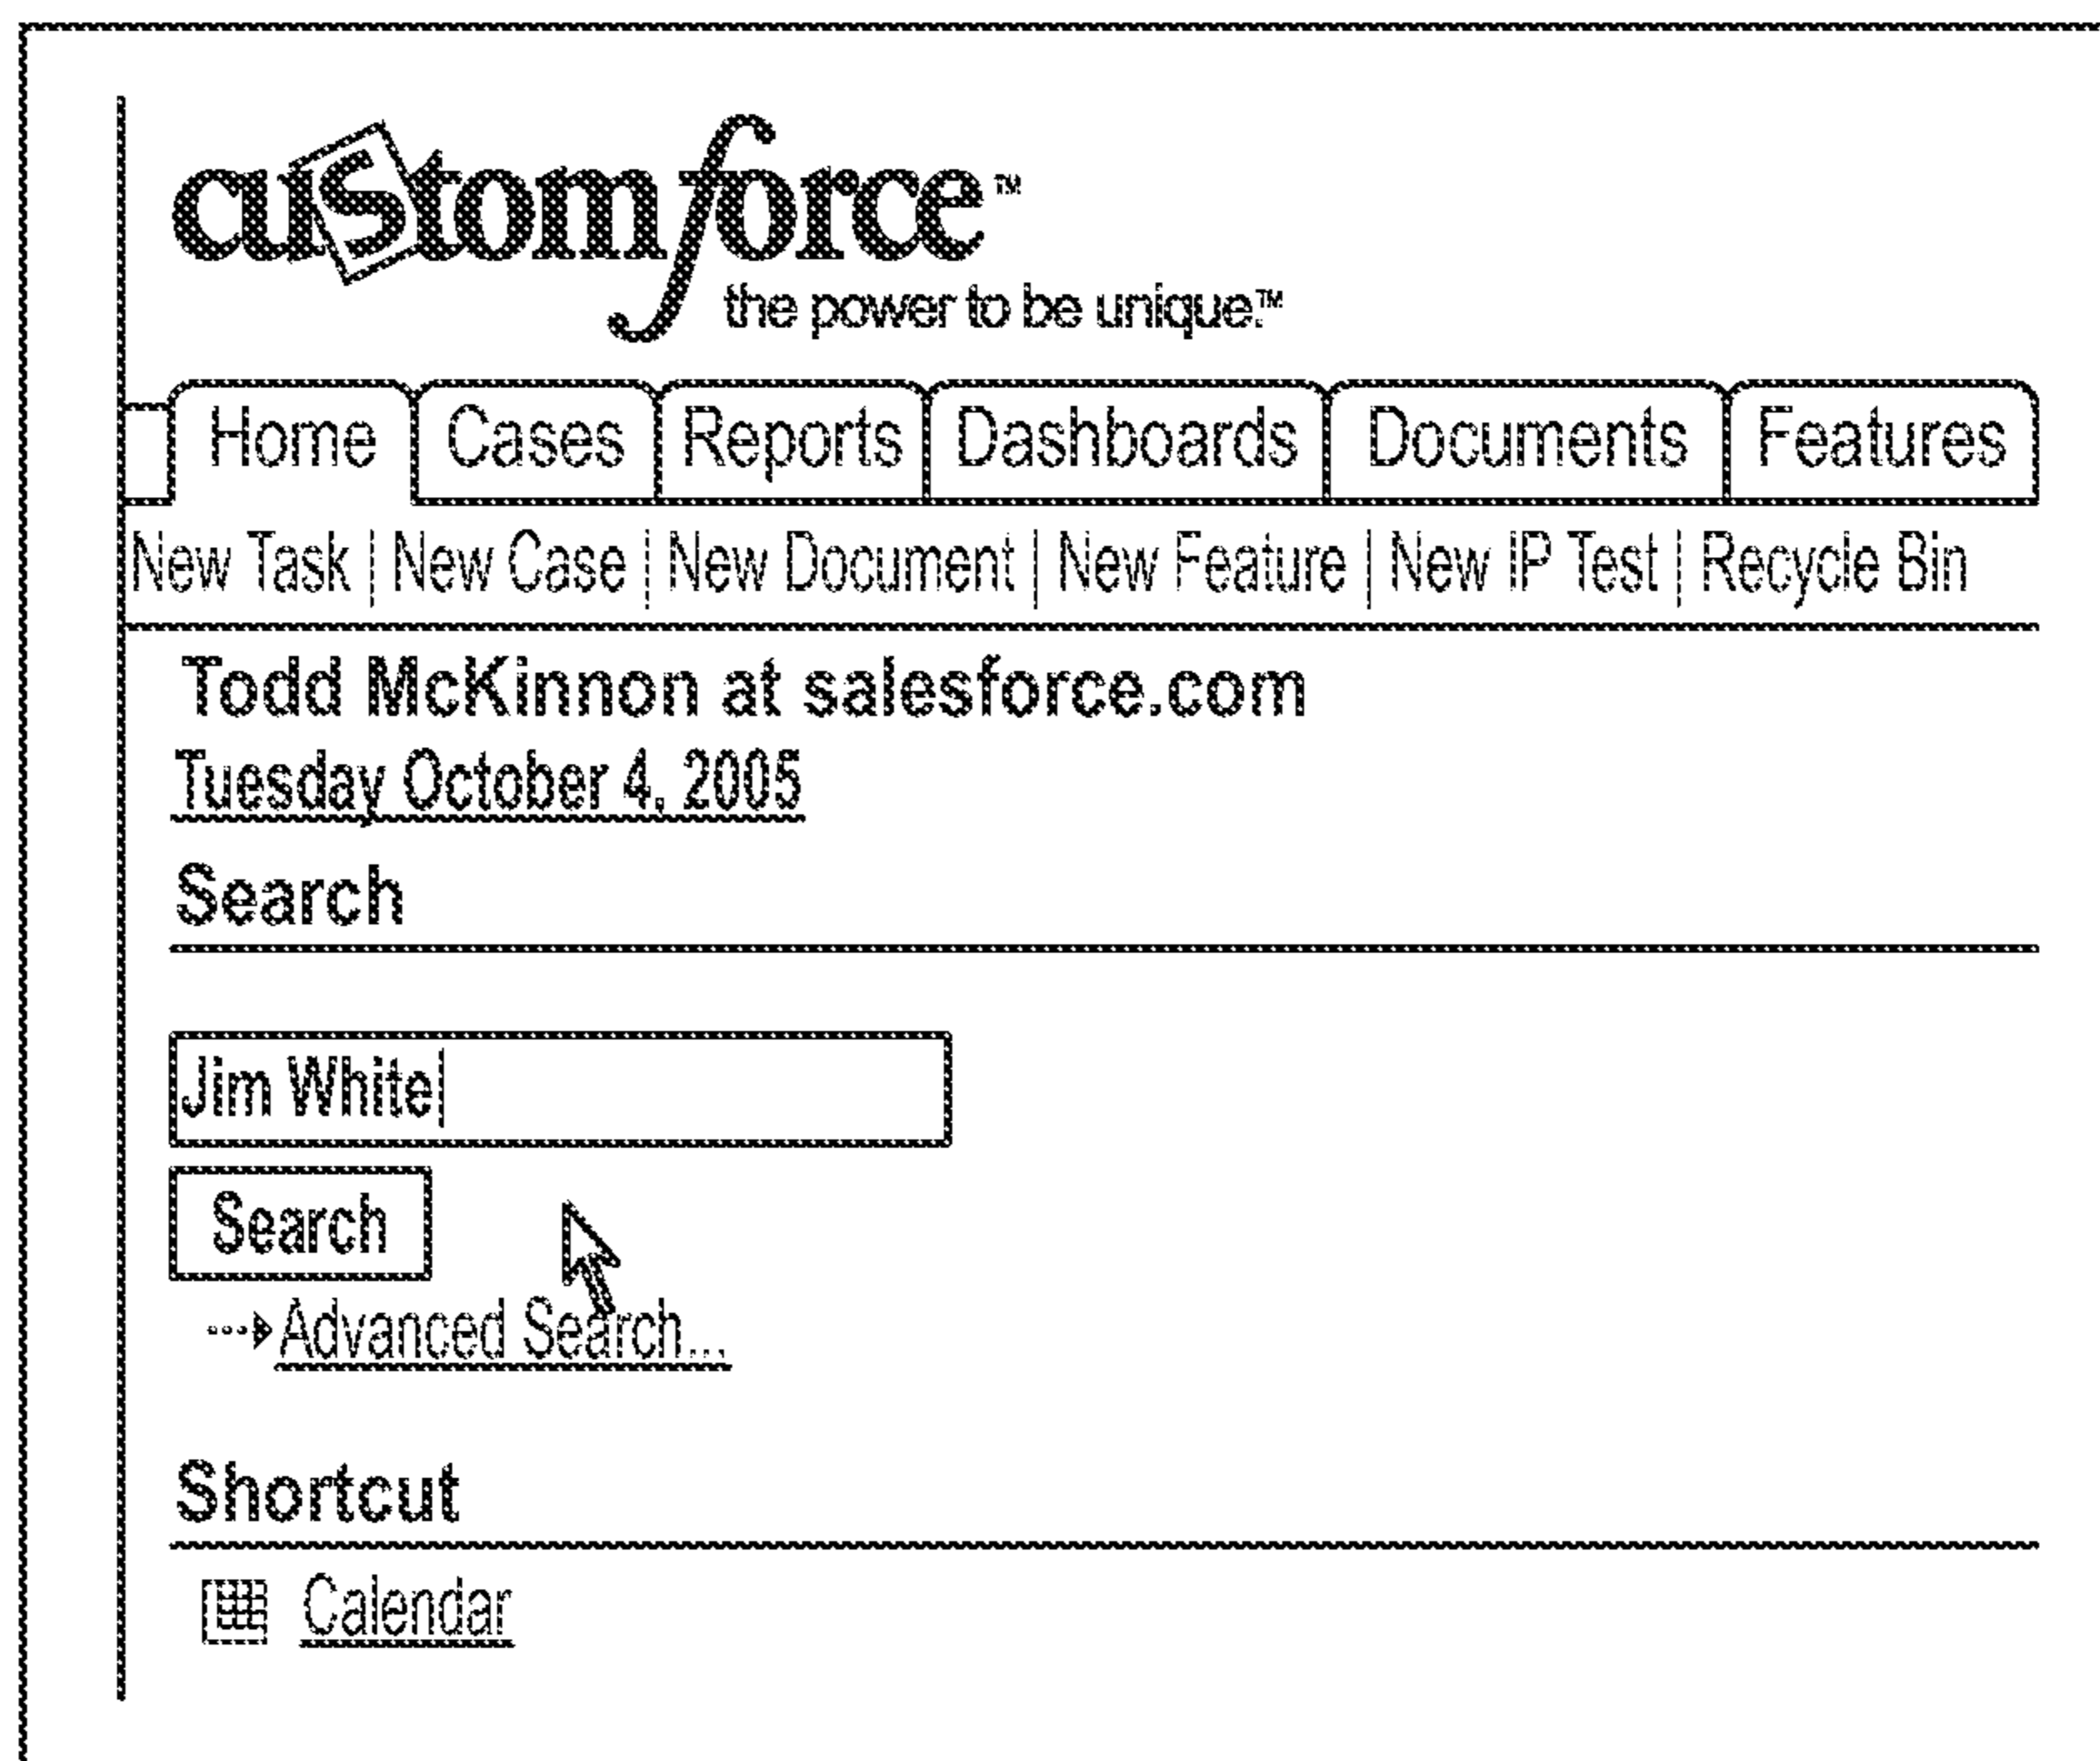 customforce™
the power to be unique.™
Home Cases Reports Dashboards Documents Features
New Task | New Case | New Document | New Feature | New IP Test | Recycle Bin
Todd McKinnon at salesforce.com
Tuesday October 4, 2005
Search
Jim White
Search
Advanced Search...
Shortcut
Calendar